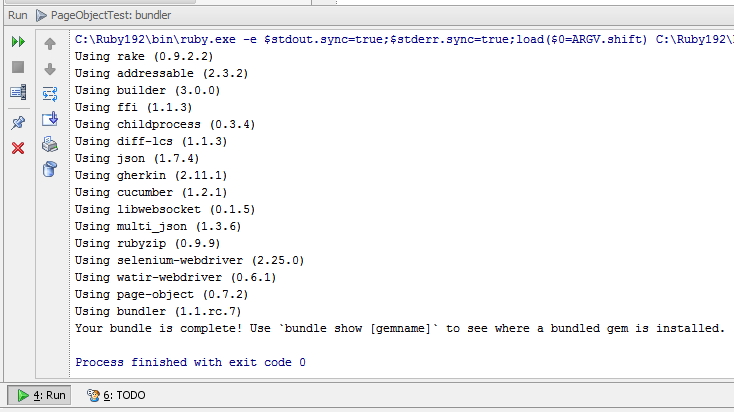 Run PageObjectTest: bundler
C:\Ruby192\bin\ruby.exe -e $stdout.sync=true;$stderr.sync=true;load($0=ARGV.shift) C:\Ruby192\
Using rake (0.9.2.2)
Using addressable (2.3.2)
Using builder (3.0.0)
Using ffi (1.1.3)
Using childprocess (0.3.4)
Using diff-lcs (1.1.3)
Using json (1.7.4)
Using gherkin (2.11.1)
Using cucumber (1.2.1)
Using libwebsocket (0.1.5)
Using multi_json (1.3.6)
Using rubyzip (0.9.9)
Using selenium-webdriver (2.25.0)
Using watir-webdriver (0.6.1)
Using page-object (0.7.2)
Using bundler (1.1.rc.7)
Your bundle is complete! Use `bundle show [gemname]` to see where a bundled gem is installed.
Process finished with exit code 0
4: Run 6: TODO